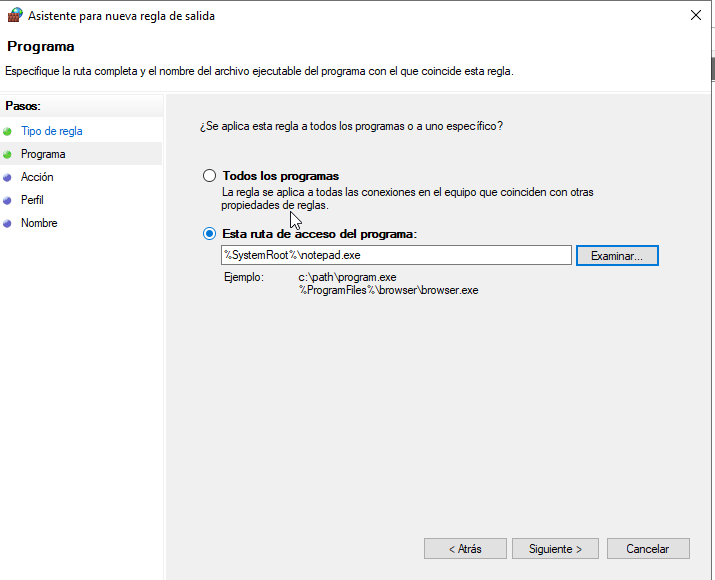 Asistente para nueva regla de salida
Programa
Especifique la ruta completa y el nombre del archivo ejecutable del programa con el que coincide esta regla.
Pasos:
Tipo de regla
Programa
Acción
Perfil
Nombre
¿Se aplica esta regla a todos los programas o a uno específico?
Todos los programas
La regla se aplica a todas las conexiones en el equipo que coinciden con otras
propiedades de reglas.
Esta ruta de acceso del programa:
%SystemRoot%\notepad.exe
Examinar...
Ejemplo:
c:\path\program.exe
%ProgramFiles%\browser\browser.exe
< Atrás
Siguiente >
Cancelar